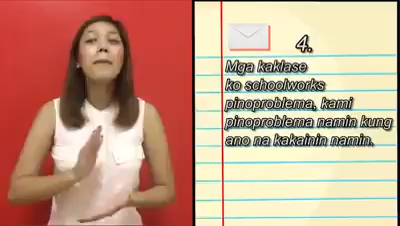 4.
Mga kaklase
ko schoolworks
pinoproblema, kami
pinoproblema namin kung
ano na kakainin namin.